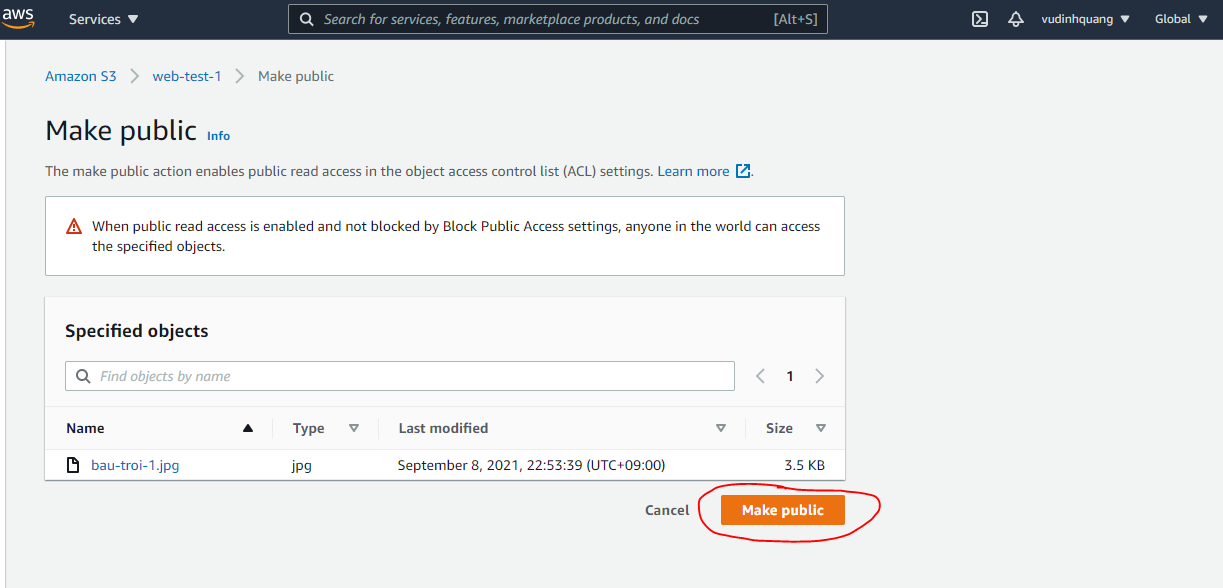 aws Services Search for services, features, marketplace products, and docs [Alt+S] vudinhquang Global
Amazon S3 web-test-1 Make public
Make public Info
The make public action enables public read access in the object access control list (ACL) settings. Learn more.
When public read access is enabled and not blocked by Block Public Access settings, anyone in the world can access
the specified objects.
Specified objects
Find objects by name 1
Name Type Last modified Size
bau-troi-1.jpg jpg September 8, 2021, 22:53:39 (UTC+09:00) 3.5 KB
Cancel Make public